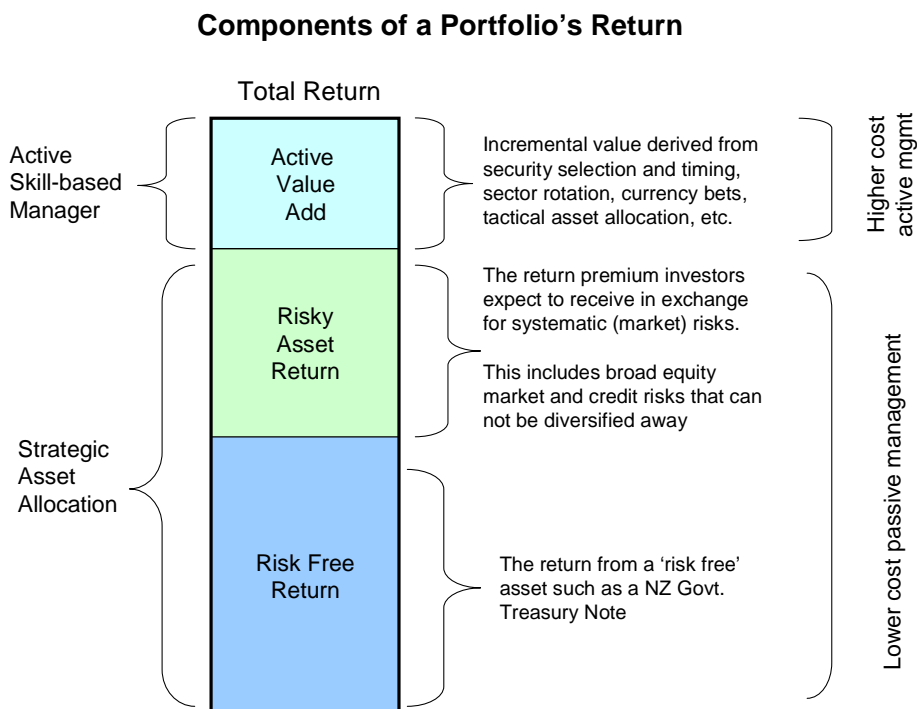 Components of a Portfolio's Return
Total Return
Active
Skill-based
Manager
Active
Value
Add
Incremental value derived from
security selection and timing,
sector rotation, currency bets,
tactical asset allocation, etc.
Higher cost
active mgmt
Strategic
Asset
Allocation
Risky
Asset
Return
The return premium investors
expect to receive in exchange
for systematic (market) risks.
This includes broad equity
market and credit risks that can
not be diversified away
Lower cost passive management
Risk Free
Return
The return from a ‘risk free’
asset such as a NZ Govt.
Treasury Note